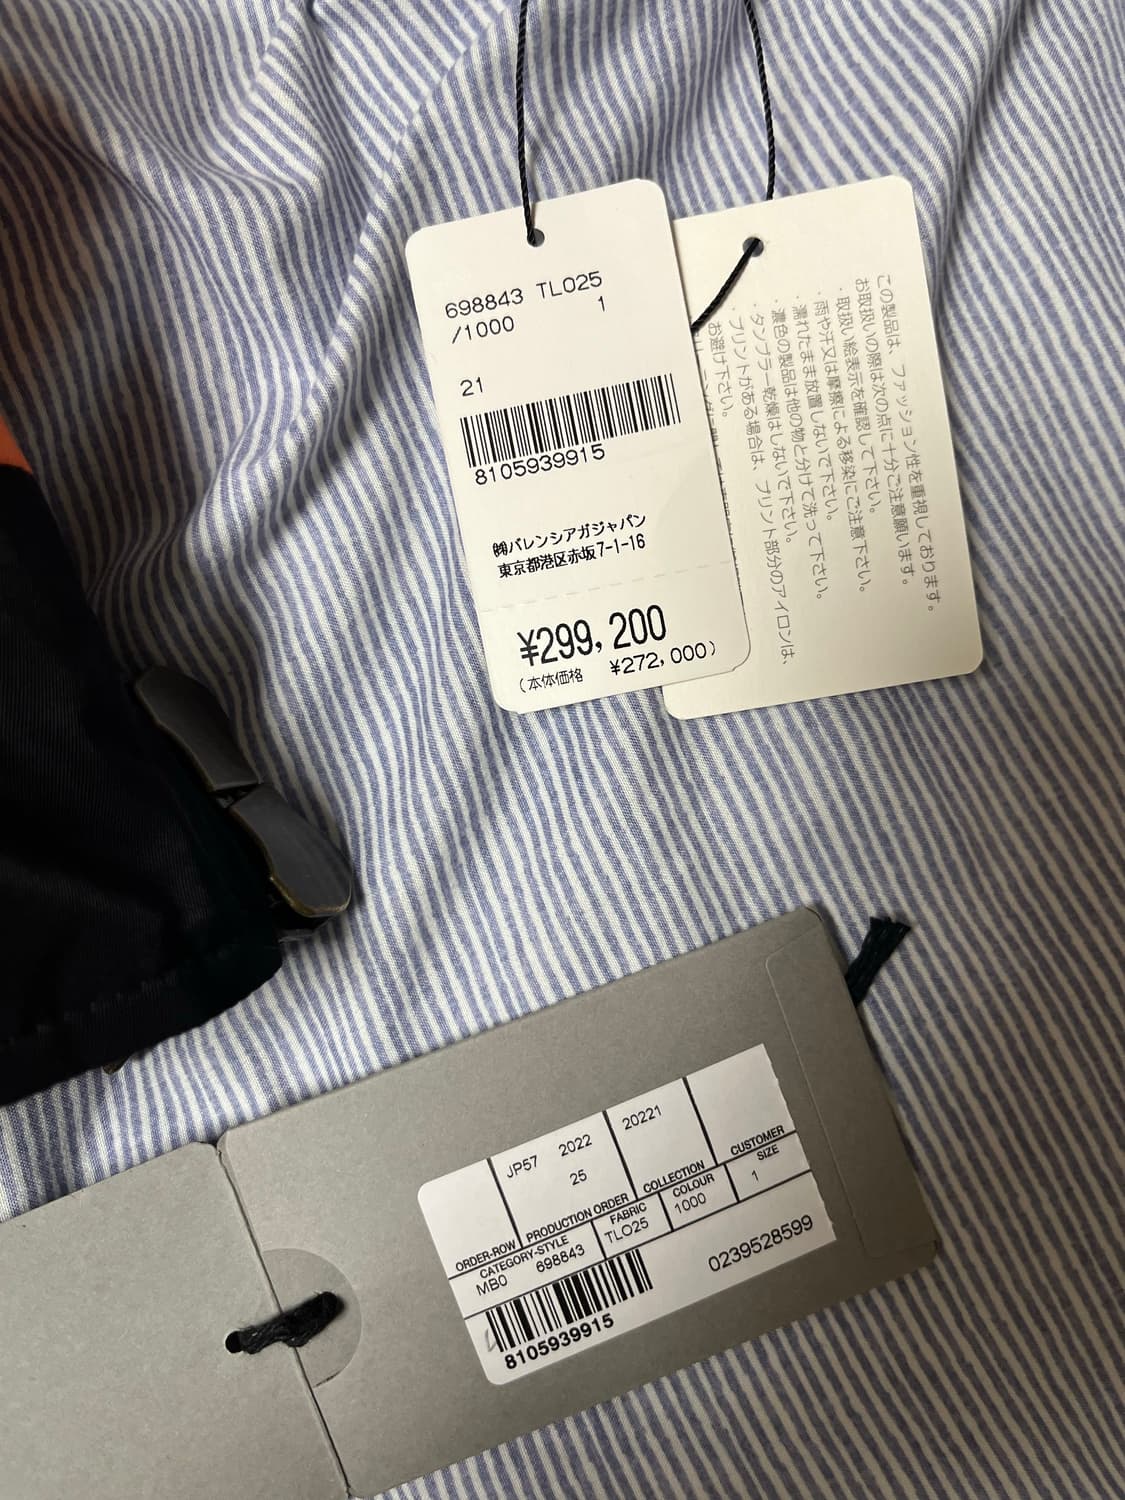 698843 TLO25
/1000 1
21
8105939915
㈱バレンシアガジャパン
東京都港区赤坂7-1-16
¥299,200
(本体価格 ¥272,000)
この製品は、ファッション性を重視しております。
お取扱いの際は次の点に十分ご注意願います。
・取扱い絵表示を確認して下さい。
・雨や汗又は摩擦による移染にご注意下さい。
・濡れたまま放置しないで下さい。
・濃色の製品は他の物と分けて洗って下さい。
・タンブラー乾燥はしないで下さい。
・プリントがある場合は、プリント部分のアイロンは、
お避け下さい。
JP57 2022 20221
25
ORDER-ROW PRODUCTION ORDER COLLECTION CUSTOMER
CATEGORY-STYLE FABRIC COLOUR SIZE
MB0 698843 TLO25 1000 1
0239528599
8105939915